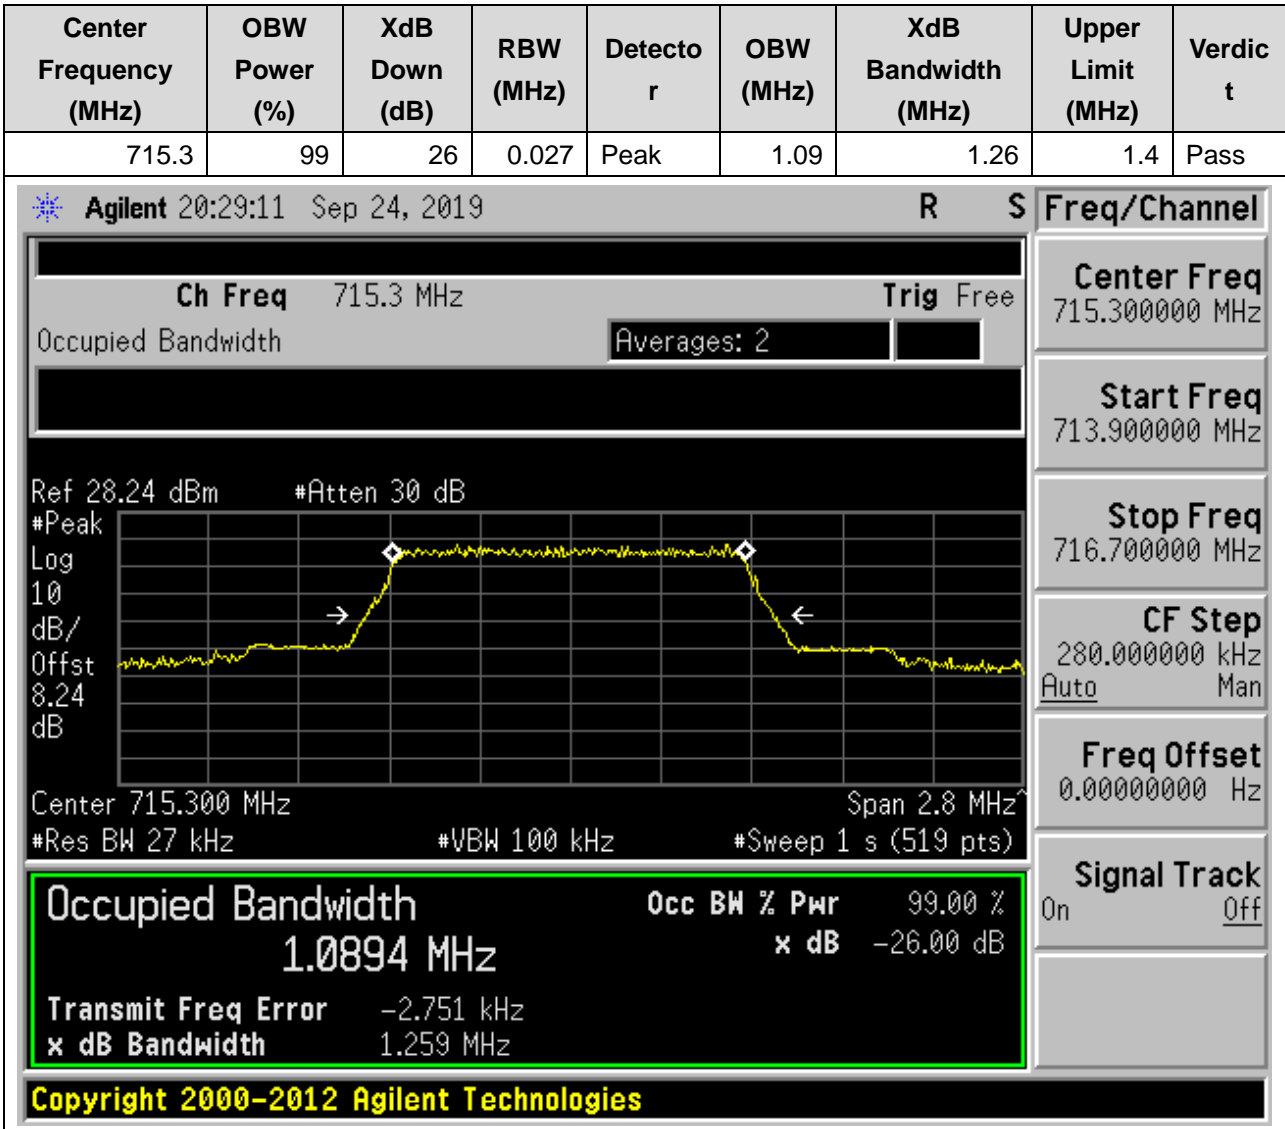 Center Frequency (MHz) OBW Power (%) XdB Down (dB) RBW (MHz) Detecto r OBW (MHz) XdB Bandwidth (MHz) Upper Limit (MHz) Verdic t
715.3 99 26 0.027 Peak 1.09 1.26 1.4 Pass
Agilent 20:29:11 Sep 24, 2019 R S
Ch Freq 715.3 MHz Trig Free
Occupied Bandwidth Averages: 2
Ref 28.24 dBm #Atten 30 dB
#Peak
Log
10
dB/
Offst
8.24
dB
Center 715.300 MHz Span 2.8 MHz^
#Res BW 27 kHz #VBW 100 kHz #Sweep 1 s (519 pts)
Occupied Bandwidth Occ BW % Pwr 99.00 %
1.0894 MHz x dB -26.00 dB
Transmit Freq Error -2.751 kHz
x dB Bandwidth 1.259 MHz
Copyright 2000-2012 Agilent Technologies
Freq/Channel
Center Freq
715.300000 MHz
Start Freq
713.900000 MHz
Stop Freq
716.700000 MHz
CF Step
280.000000 kHz
Auto Man
Freq Offset
0.00000000 Hz
Signal Track
On Off